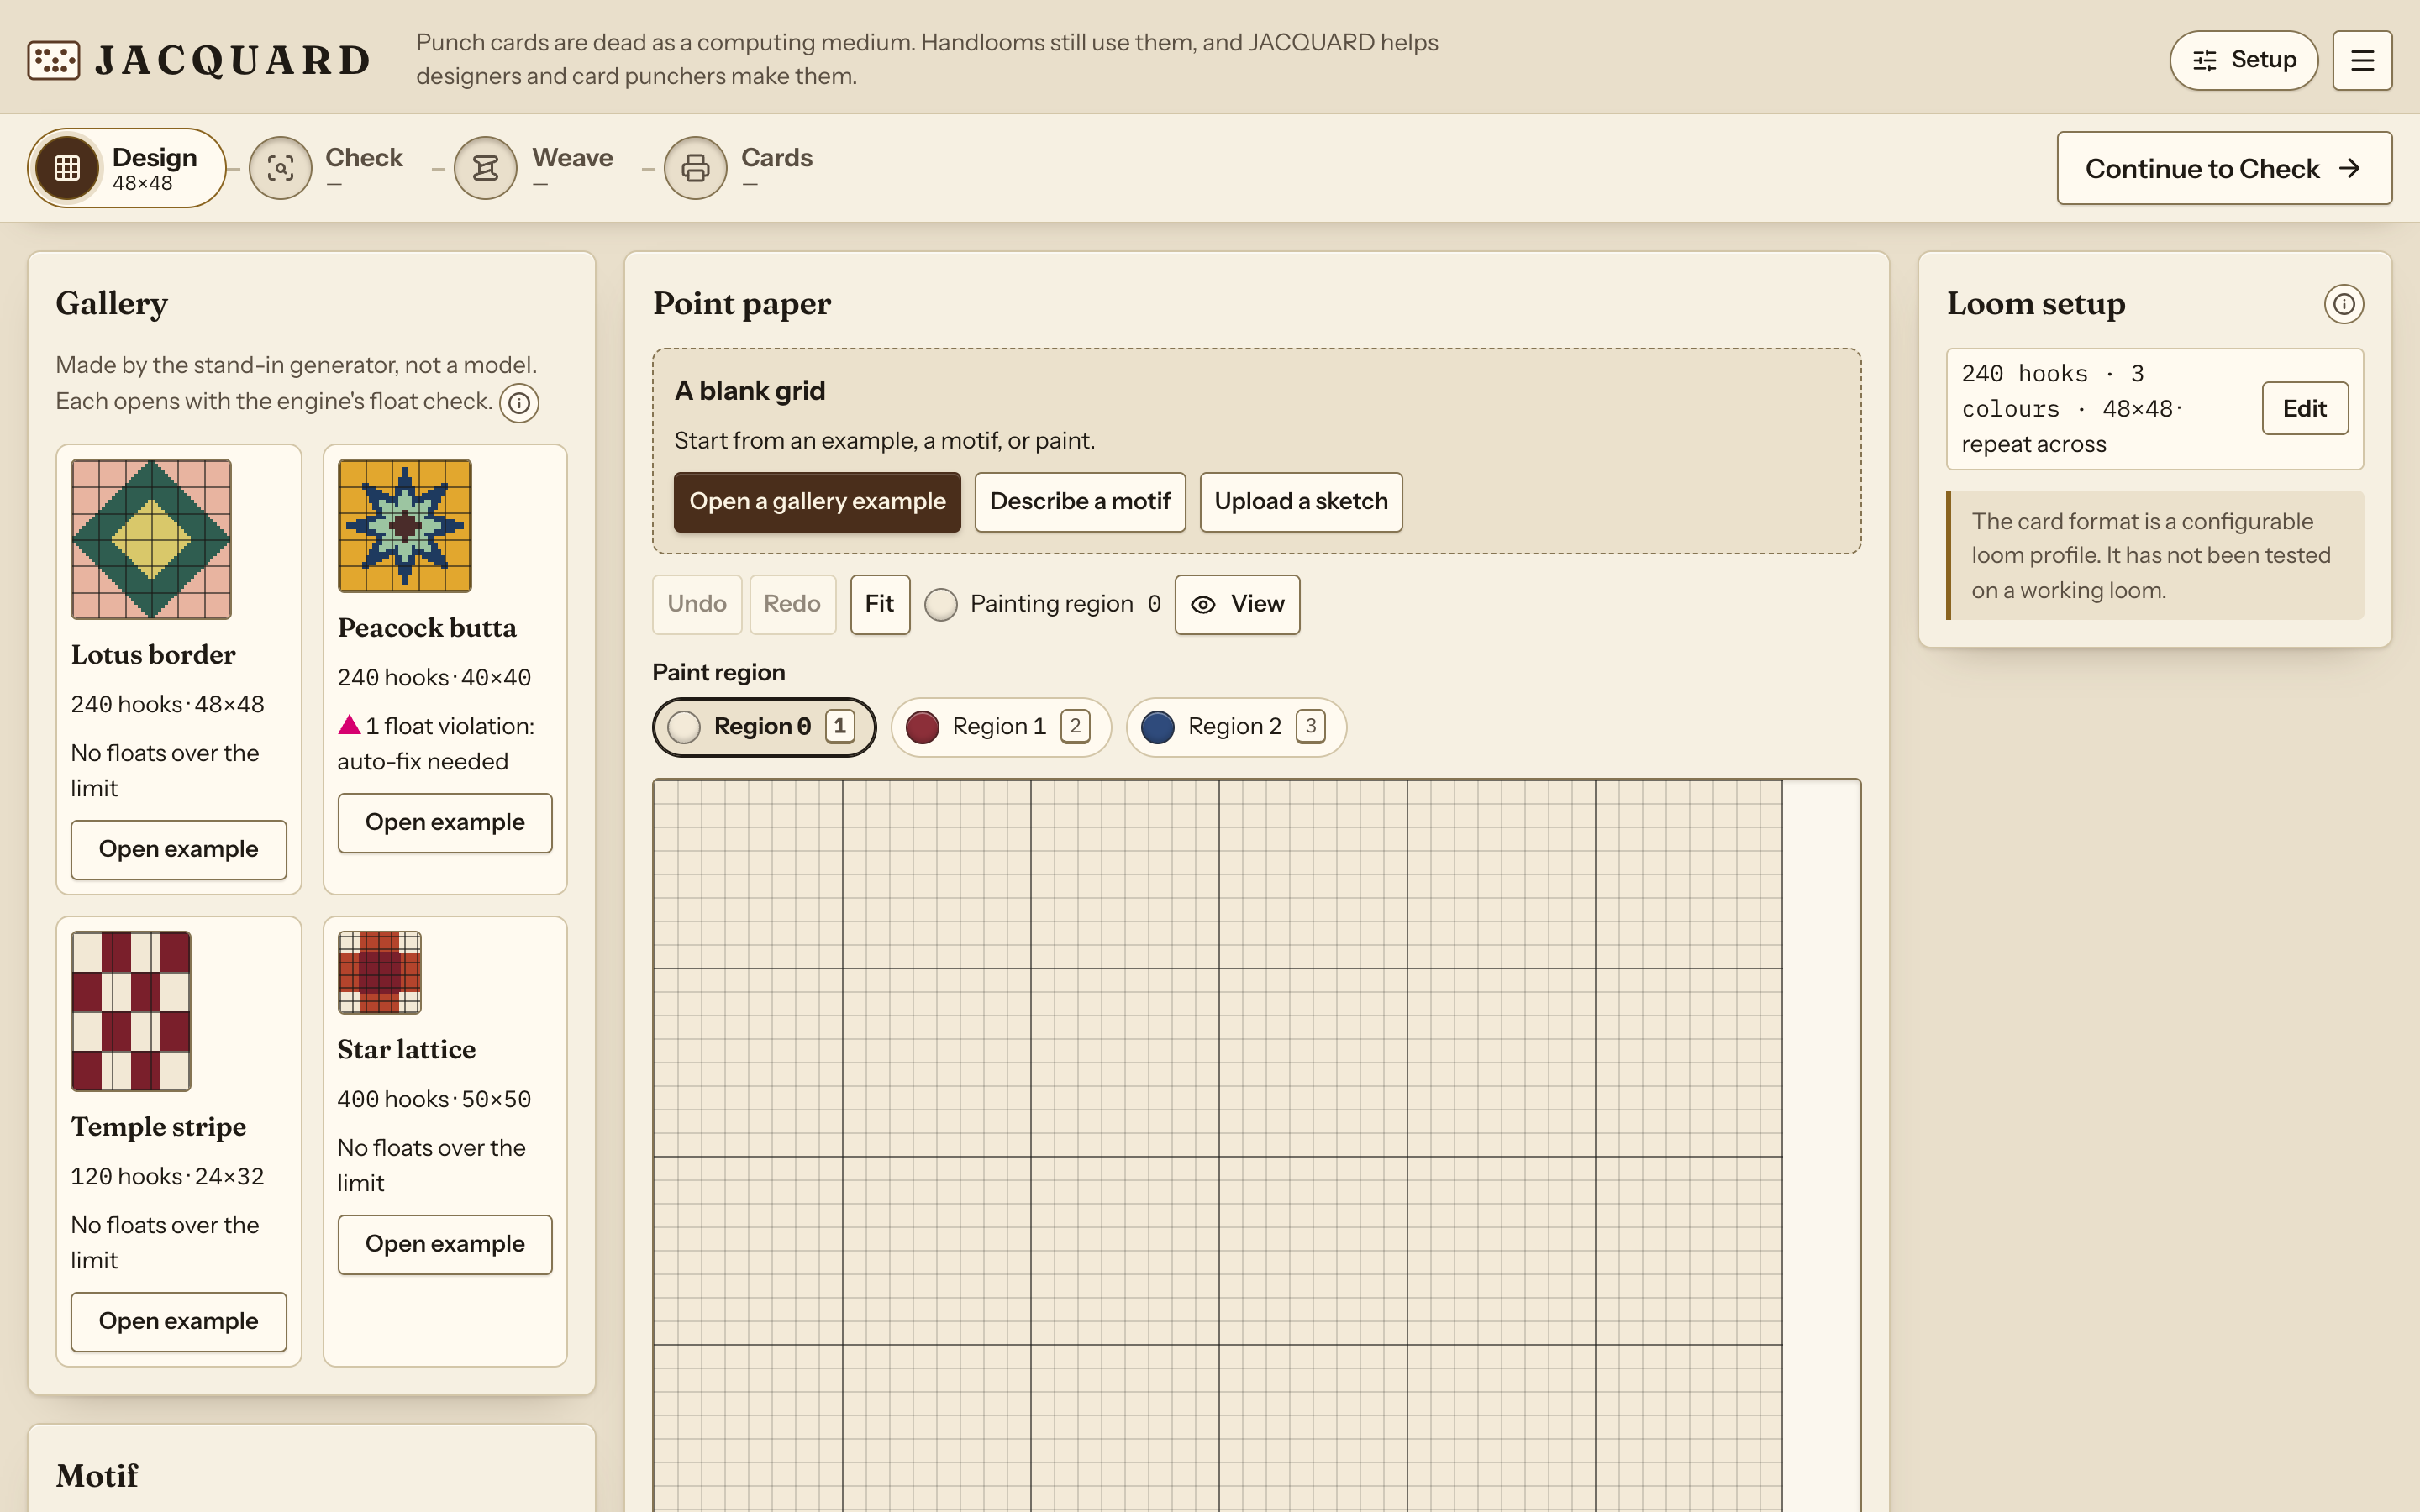 JACQUARD
Punch cards are dead as a computing medium. Handlooms still use them, and JACQUARD helps
designers and card punchers make them.
Setup
Design
48×48
Check
—
Weave
—
Cards
—
Continue to Check
Gallery
Made by the stand-in generator, not a model.
Each opens with the engine's float check.
Lotus border
240 hooks · 48×48
No floats over the
limit
Open example
Peacock butta
240 hooks · 40×40
1 float violation:
auto-fix needed
Open example
Temple stripe
120 hooks · 24×32
No floats over the
limit
Open example
Star lattice
400 hooks · 50×50
No floats over the
limit
Open example
Motif
Point paper
A blank grid
Start from an example, a motif, or paint.
Open a gallery example
Describe a motif
Upload a sketch
Undo
Redo
Fit
Painting region 0
View
Paint region
Region 0 1
Region 1 2
Region 2 3
Loom setup
240 hooks · 3
colours · 48×48·
repeat across
Edit
The card format is a configurable
loom profile. It has not been tested
on a working loom.